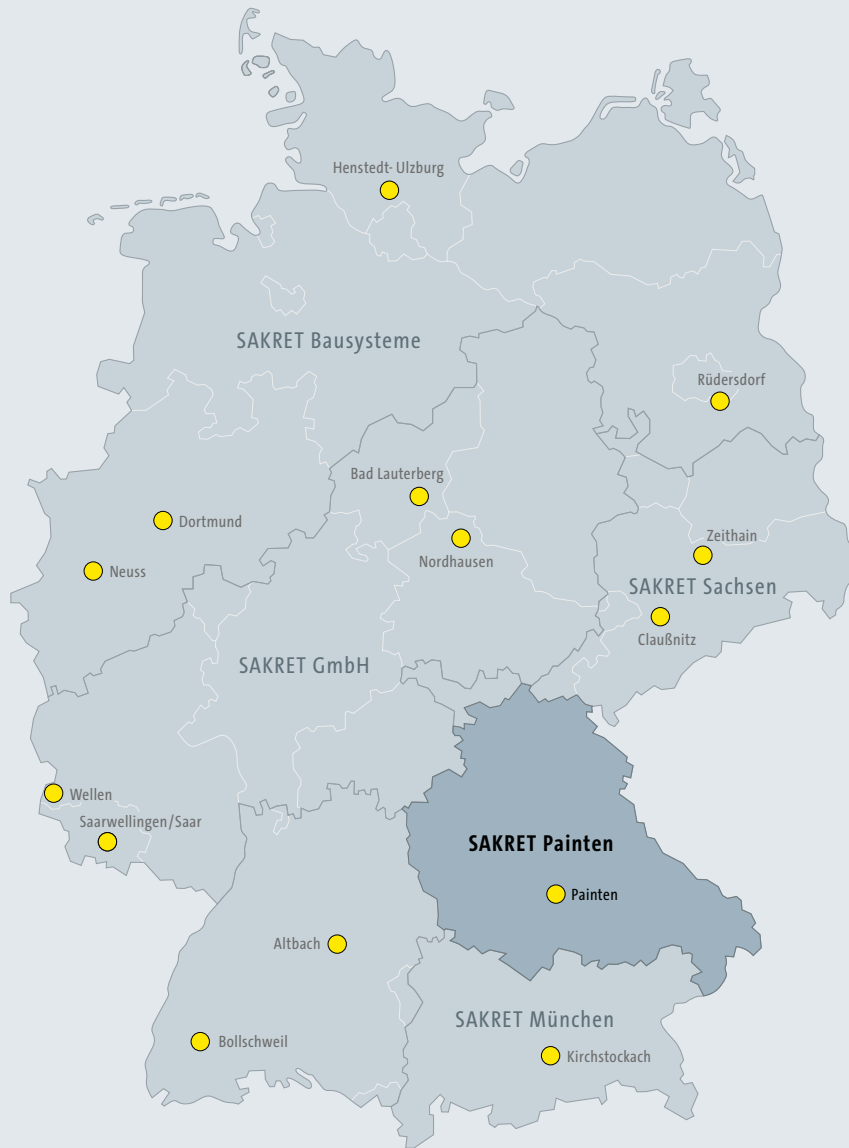 Henstedt- Ulzburg
SAKRET Bausysteme
Rüdersdorf
Bad Lauterberg
Dortmund
Zeithain
Nordhausen
Neuss
SAKRET Sachsen
Claußnitz
SAKRET GmbH
Wellen
Saarwellingen/Saar
SAKRET Painten
Painten
Altbach
SAKRET München
Bollschweil
Kirchstockach